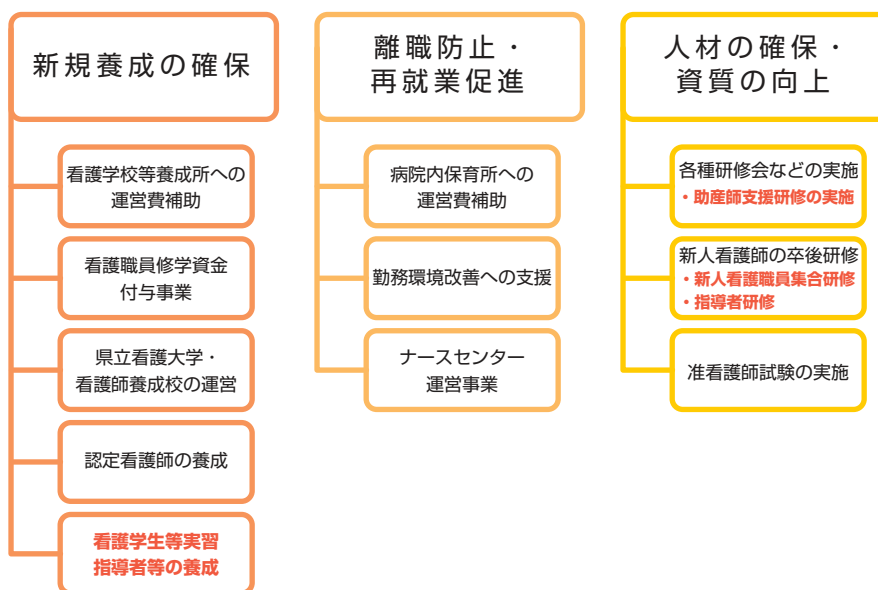 新規養成の確保
看護学校等養成所への
運営費補助
看護職員修学資金
付与事業
県立看護大学・
看護師養成校の運営
認定看護師の養成
看護学生等実習
指導者等の養成
離職防止・
再就業促進
病院内保育所への
運営費補助
勤務環境改善への支援
ナースセンター
運営事業
人材の確保・
資質の向上
各種研修会などの実施
・助産師支援研修の実施
新人看護師の卒後研修
・新人看護職員集合研修
・指導者研修
准看護師試験の実施